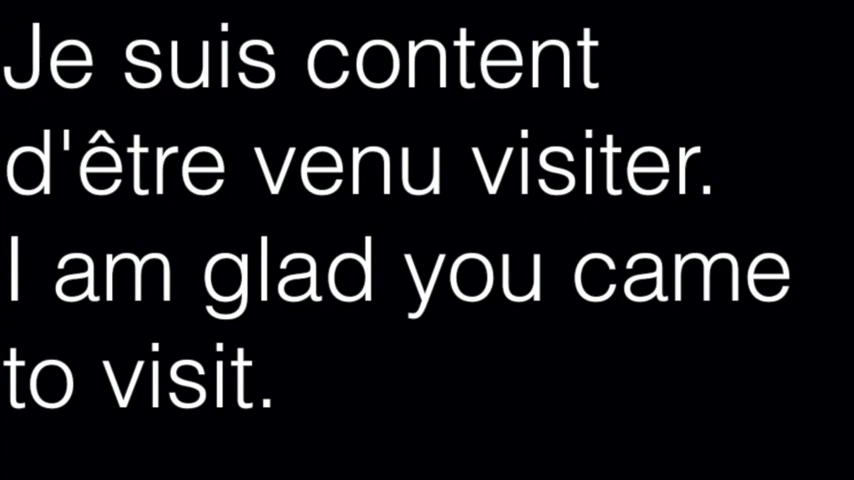 Je suis content
d'être venu visiter.
I am glad you came
to visit.